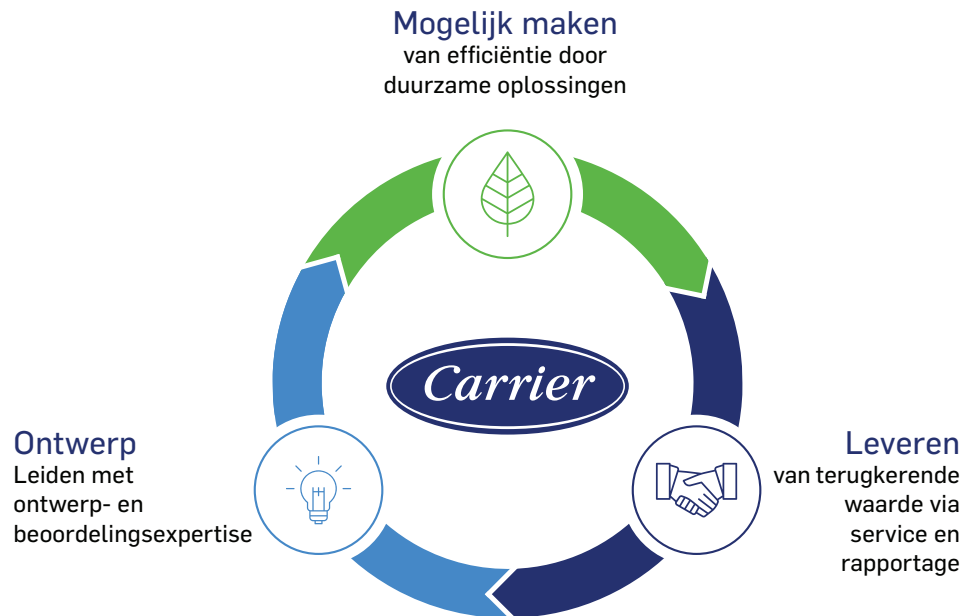 Mogelijk maken
van efficiëntie door
duurzame oplossingen
Carrier
Ontwerp
Leiden met
ontwerp- en
beoordelingsexpertise
Leveren
van terugkerende
waarde via
service en
rapportage